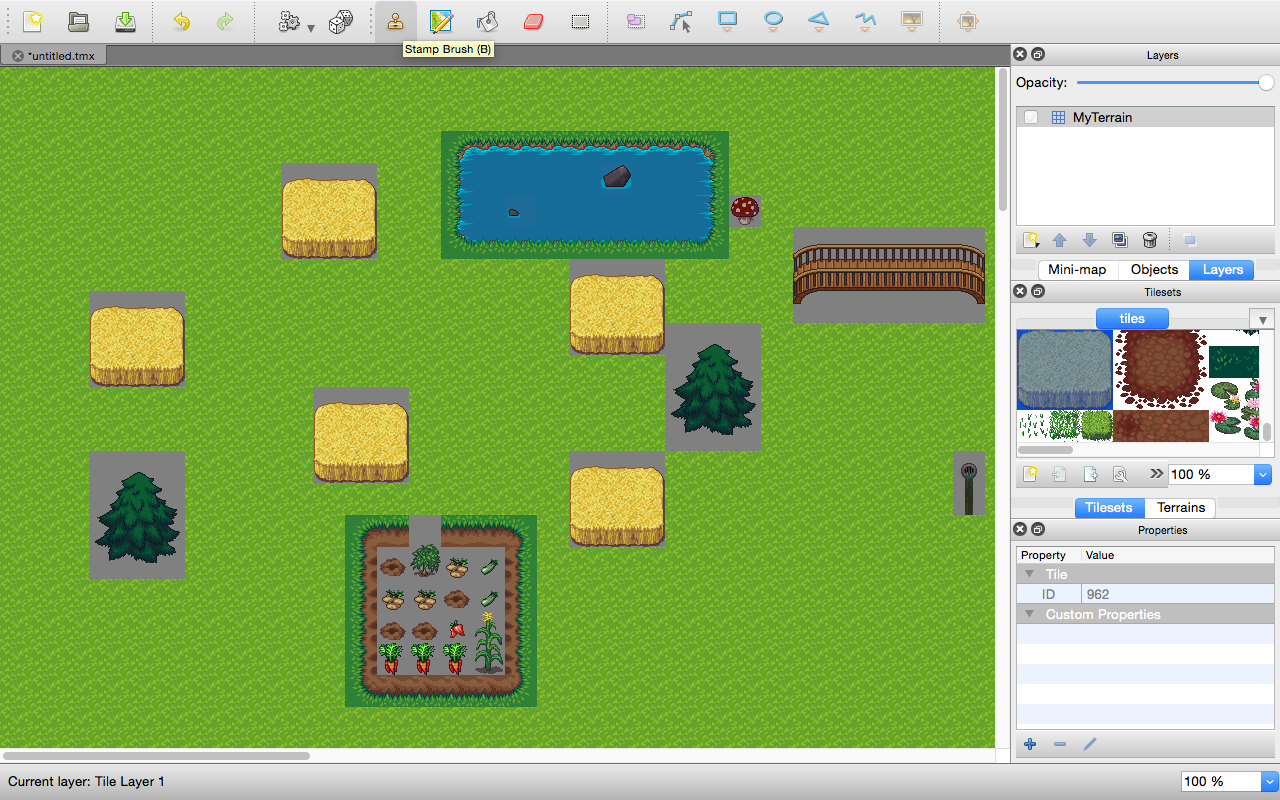 Stamp Brush (B)
*untitled.tmx
Layers
Opacity:
MyTerrain
Mini-map Objects Layers
Tilesets
tiles
100 %
Tilesets Terrains
Properties
Property Value
Tile
ID 962
Custom Properties
Current layer: Tile Layer 1
100 %